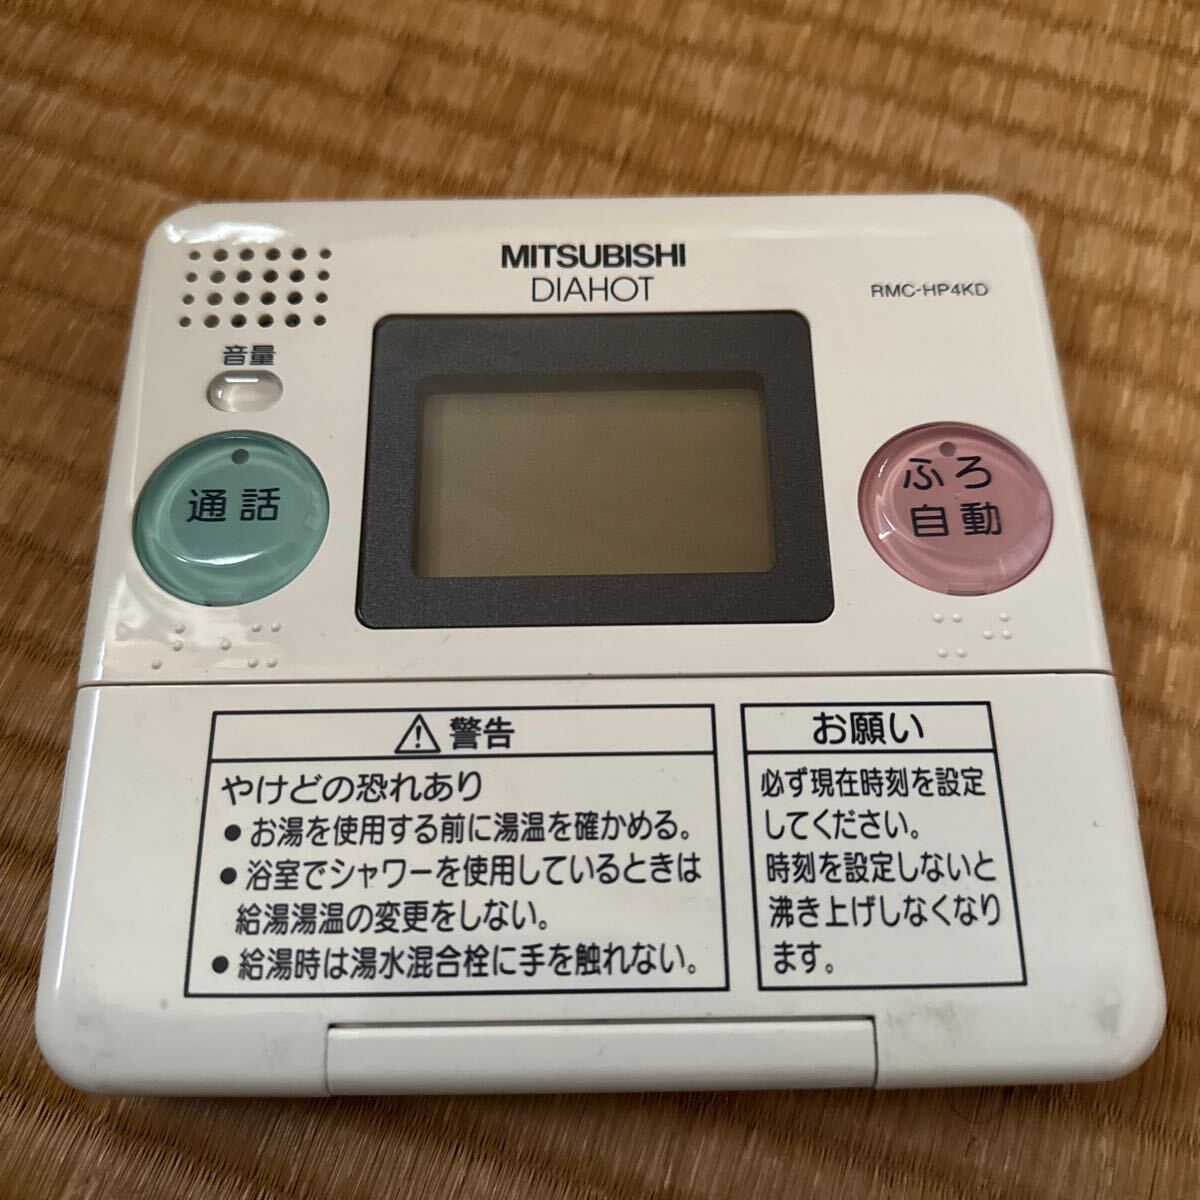 MITSUBISHI
DIAHOT
RMC-HP4KD
音量
通話
ふろ
自動
警告
やけどの恐れあり
● お湯を使用する前に湯温を確かめる。
● 浴室でシャワーを使用しているときは
給湯湯温の変更をしない。
● 給湯時は湯水混合栓に手を触れない。
お願い
必ず現在時刻を設定
してください。
時刻を設定しないと
沸き上げしなくなり
ます。